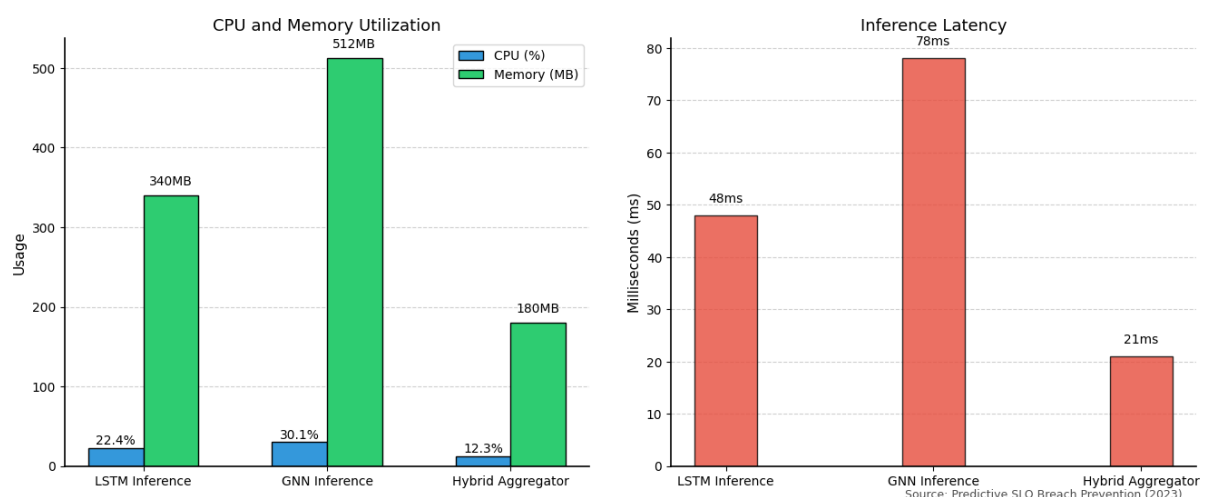 CPU and Memory Utilization
512MB
CPU (%)
Memory (MB)
500
400
340MB
300
Usage
200
180MB
100
22.4%
30.1%
12.3%
0
LSTM Inference
GNN Inference
Hybrid Aggregator
Inference Latency
80
78ms
70
60
50
48ms
Milliseconds (ms)
40
30
21ms
20
10
0
LSTM Inference
GNN Inference
Hybrid Aggregator
Source: Predictive SLO Breach Prevention (2023)